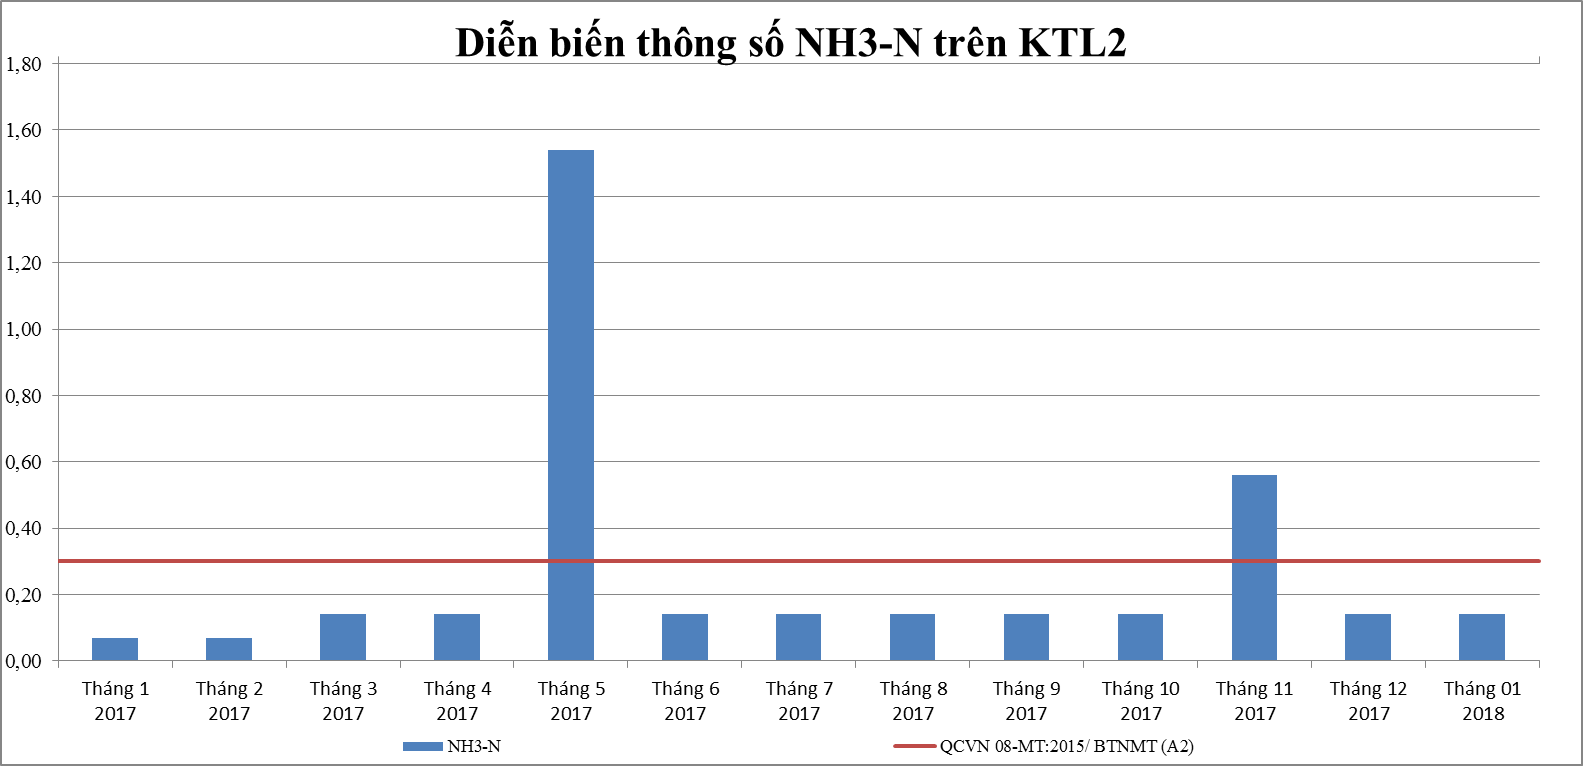 Diễn biến thông số NH3-N trên KTL2
1,80
1,60
1,40
1,20
1,00
0,80
0,60
0,40
0,20
0,00
Tháng 1 2017
Tháng 2 2017
Tháng 3 2017
Tháng 4 2017
Tháng 5 2017
Tháng 6 2017
Tháng 7 2017
Tháng 8 2017
Tháng 9 2017
Tháng 10 2017
Tháng 11 2017
Tháng 12 2017
Tháng 01 2018
NH3-N
QCVN 08-MT:2015/ BTNMT (A2)